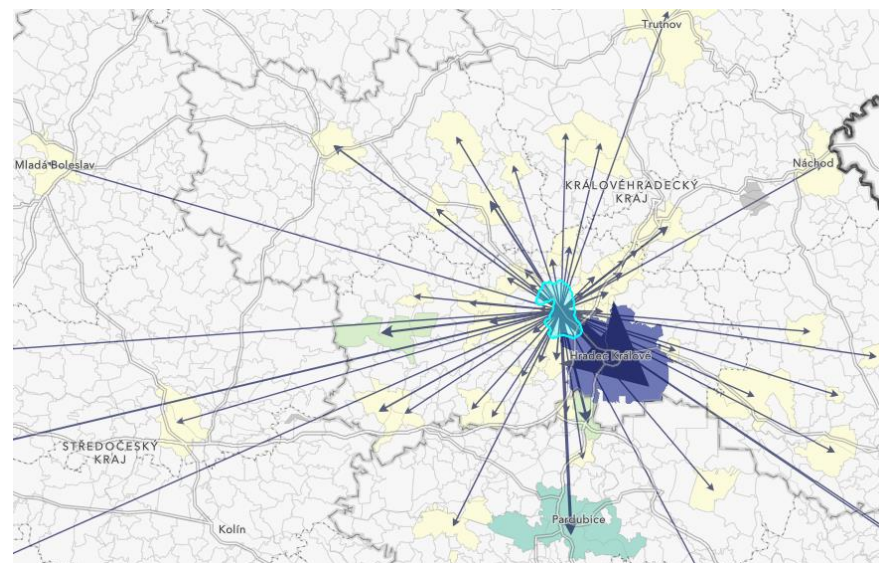 Trutnov
Mladá Boleslav
Náchod
KRÁLOVÉHRADECKÝ
KRAJ
Hradec Králové
STŘEDOČESKÝ
KRAJ
Kolín
Pardubice